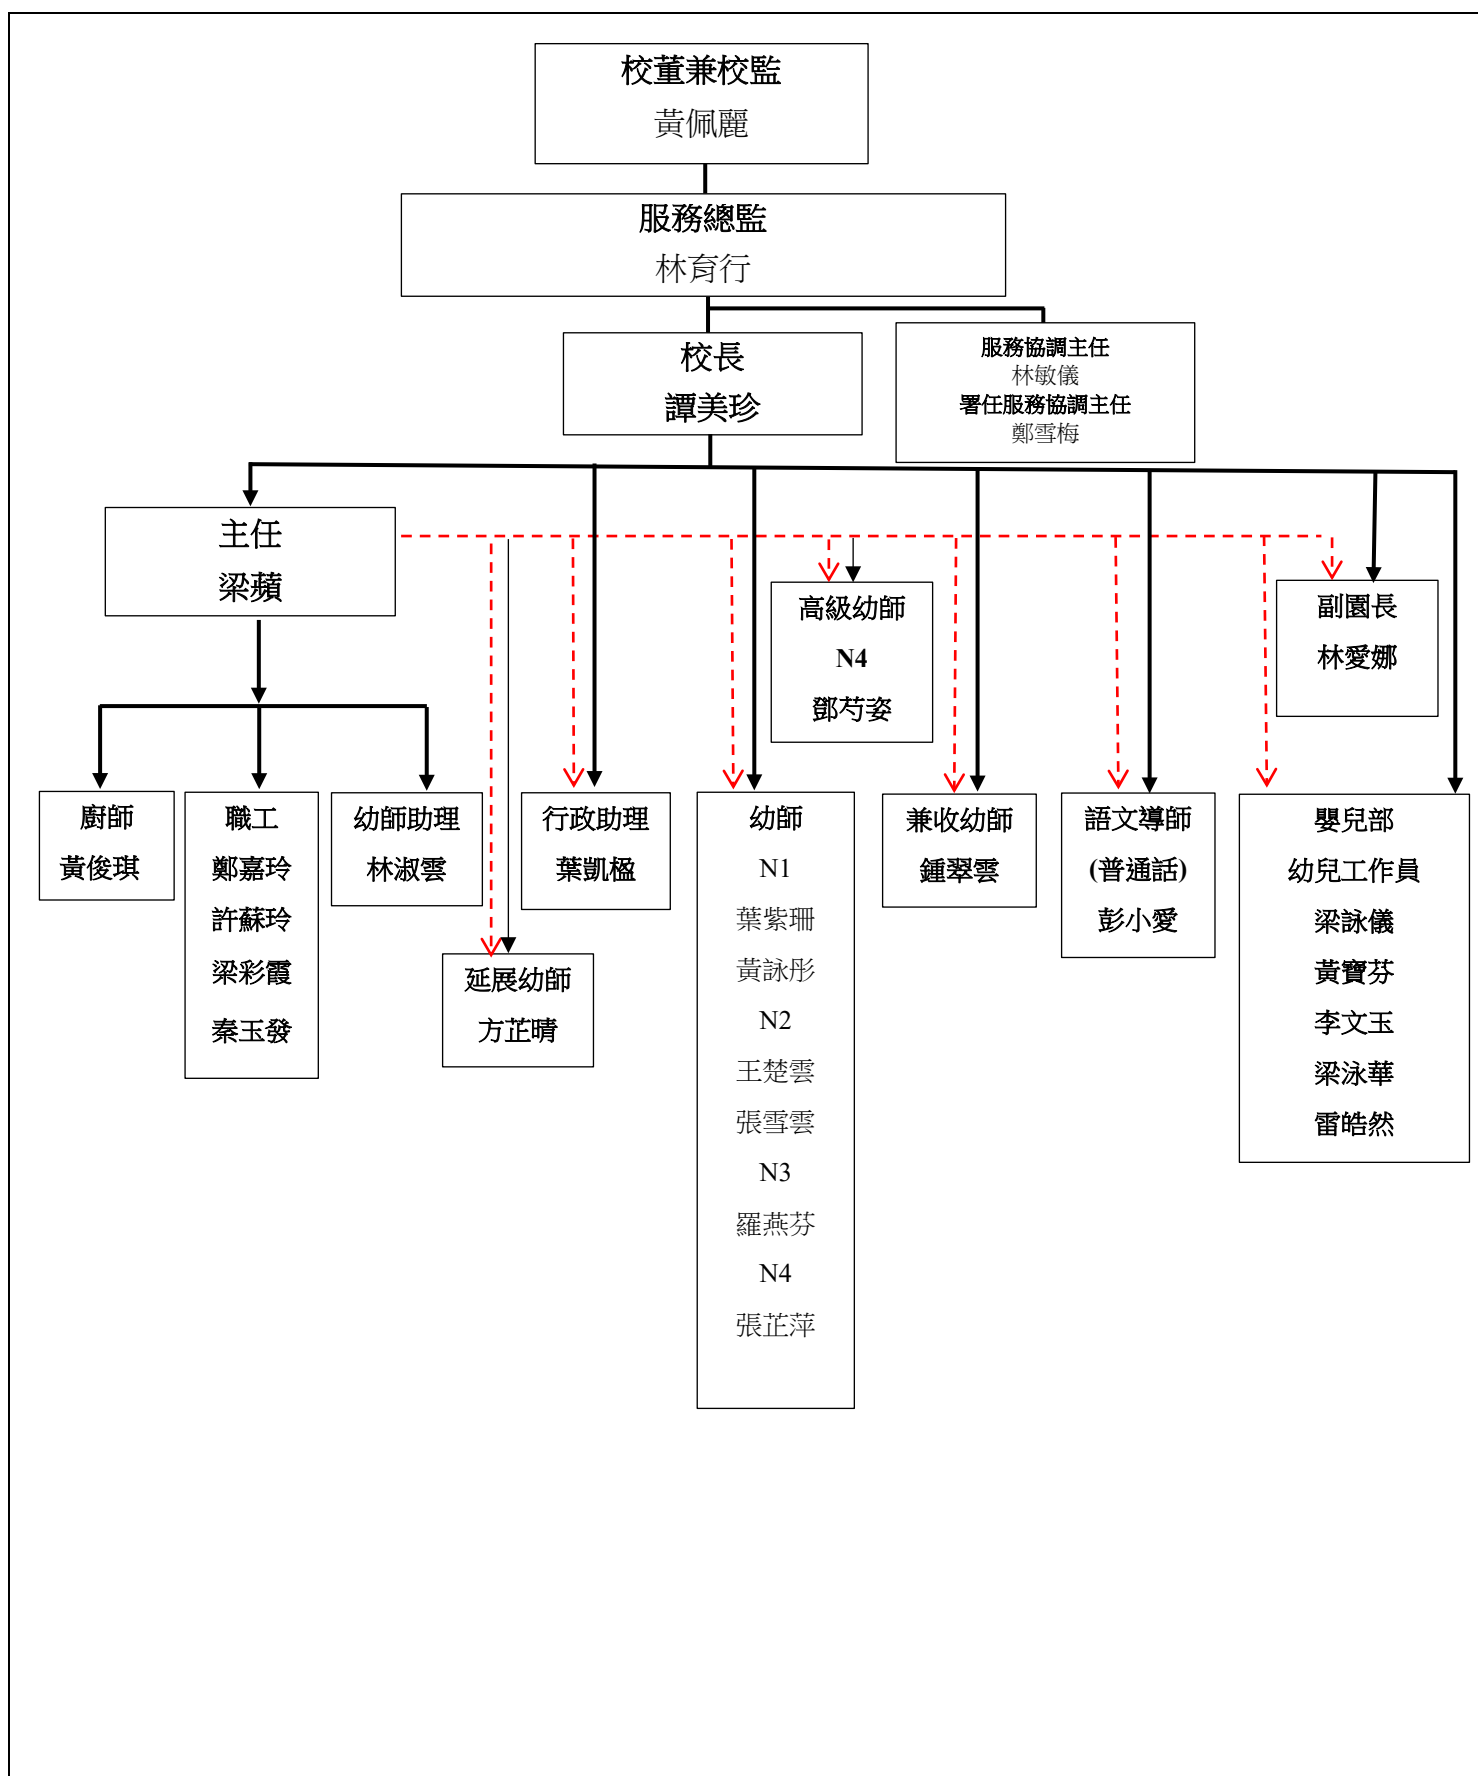 校董兼校監
黃佩麗
服務總監
林育行
校長
譚美珍
服務協調主任
林敏儀
署任服務協調主任
鄭雪梅
主任
梁蘋
高級幼師
N4
鄧芍姿
副園長
林愛娜
廚師
黃俊琪
職工
鄭嘉玲
許蘇玲
梁彩霞
秦玉發
幼師助理
林淑雲
延展幼師
方芷晴
行政助理
葉凱楹
幼師
N1
葉紫珊
黃詠彤
N2
王楚雲
張雪雲
N3
羅燕芬
N4
張芷萍
兼收幼師
鍾翠雲
語文導師
(普通話)
彭小愛
嬰兒部
幼兒工作員
梁詠儀
黃寶芬
李文玉
梁泳華
雷皓然